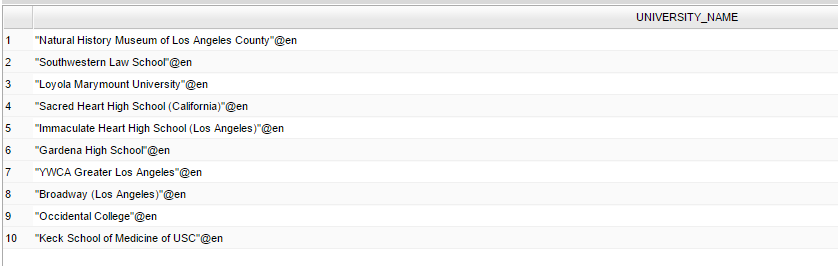 UNIVERSITY_NAME
1 "Natural History Museum of Los Angeles County"@en
2 "Southwestern Law School"@en
3 "Loyola Marymount University"@en
4 "Sacred Heart High School (California)"@en
5 "Immaculate Heart High School (Los Angeles)"@en
6 "Gardena High School"@en
7 "YWCA Greater Los Angeles"@en
8 "Broadway (Los Angeles)"@en
9 "Occidental College"@en
10 "Keck School of Medicine of USC"@en